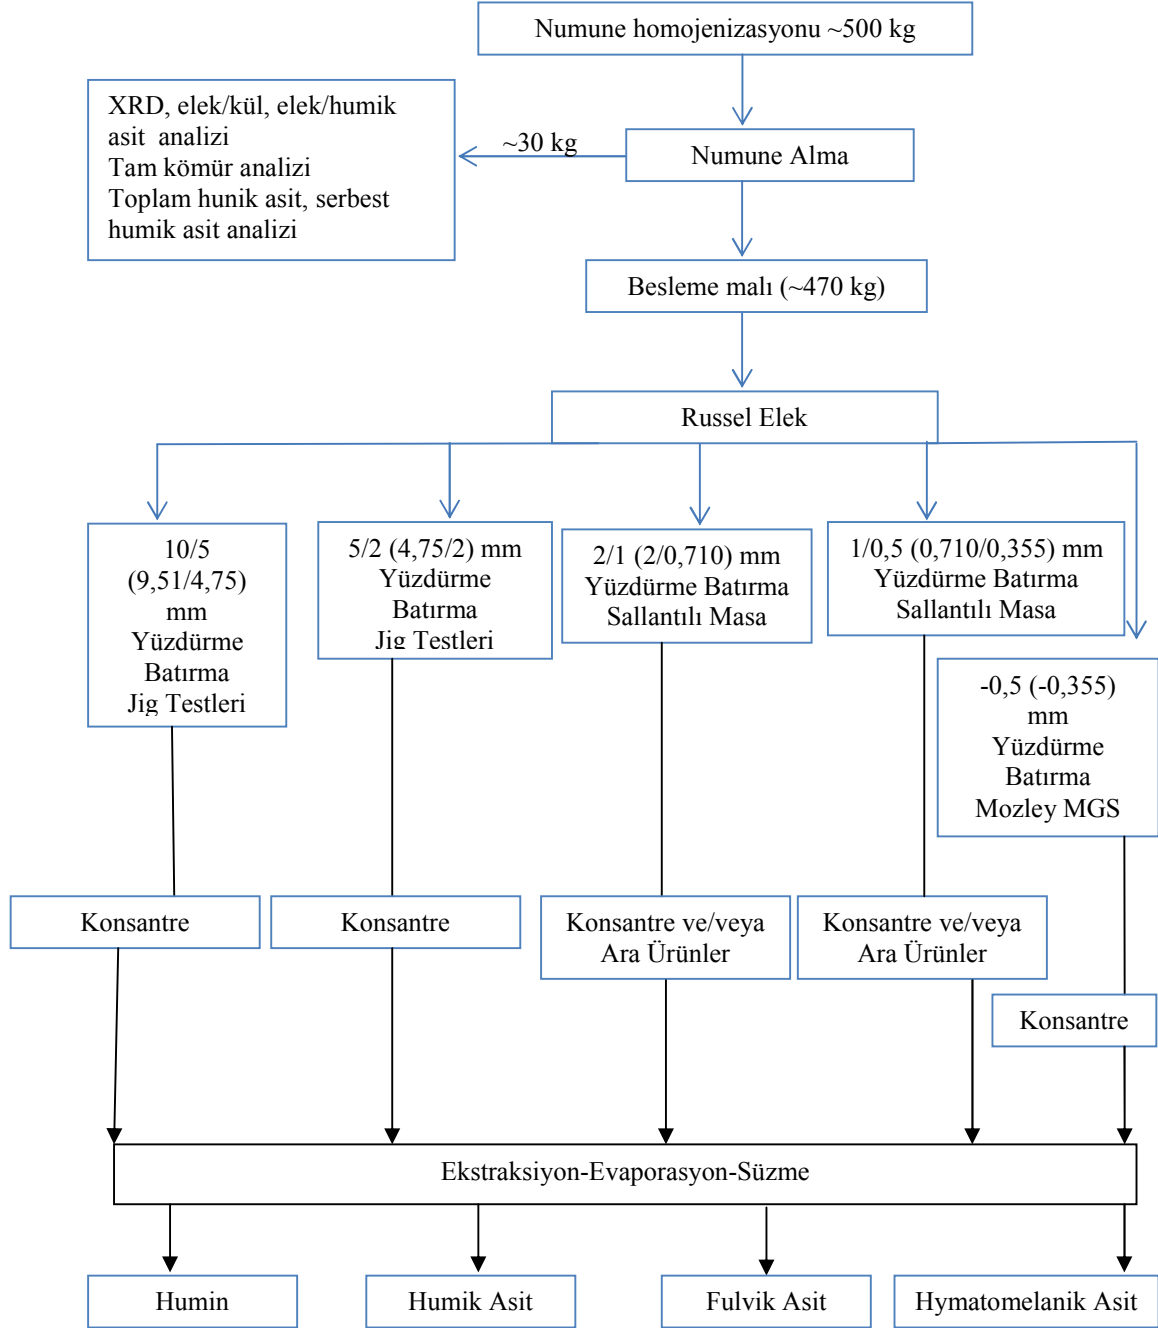 Numune homojenizasyonu ~500 kg
XRD, elek/kül, elek/humik
asit analizi
Tam kömür analizi
Toplam hunik asit, serbest
humik asit analizi
~30 kg
Numune Alma
Besleme malı (~470 kg)
Russel Elek
10/5
(9,51/4,75)
mm
Yüzdürme
Batırma
Jig Testleri
5/2 (4,75/2) mm
Yüzdürme
Batırma
Jig Testleri
2/1 (2/0,710) mm
Yüzdürme Batırma
Sallantılı Masa
1/0,5 (0,710/0,355) mm
Yüzdürme Batırma
Sallantılı Masa
-0,5 (-0,355)
mm
Yüzdürme
Batırma
Mozley MGS
Konsantre
Konsantre
Konsantre ve/veya
Ara Ürünler
Konsantre ve/veya
Ara Ürünler
Konsantre
Ekstraksiyon-Evaporasyon-Süzme
Humin
Humik Asit
Fulvik Asit
Hymatomelanik Asit